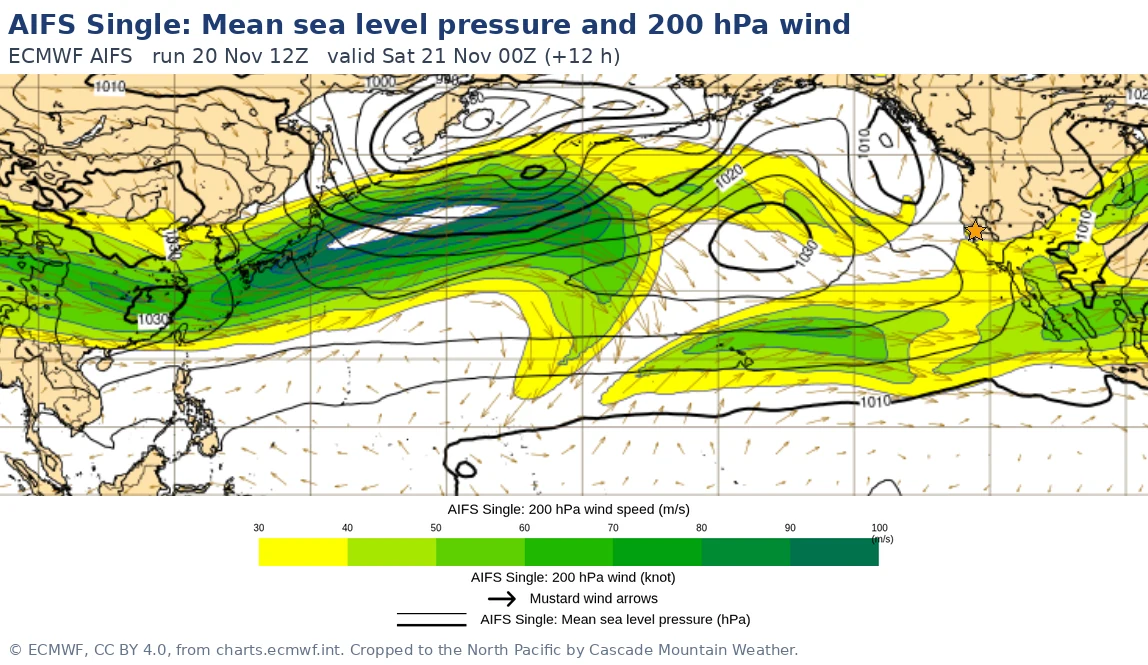 AIFS Single: Mean sea level pressure and 200 hPa wind
ECMWF AIFS   run 20 Nov 12Z   valid Sat 21 Nov 00Z (+12 h)
1010
1000
1010
1020
1030
1030
1010
1030
1010
AIFS Single: 200 hPa wind speed (m/s)
30 40 50 60 70 80 90 100
(m/s)
AIFS Single: 200 hPa wind (knot)
Mustard wind arrows
AIFS Single: Mean sea level pressure (hPa)
© ECMWF, CC BY 4.0, from charts.ecmwf.int. Cropped to the North Pacific by Cascade Mountain Weather.